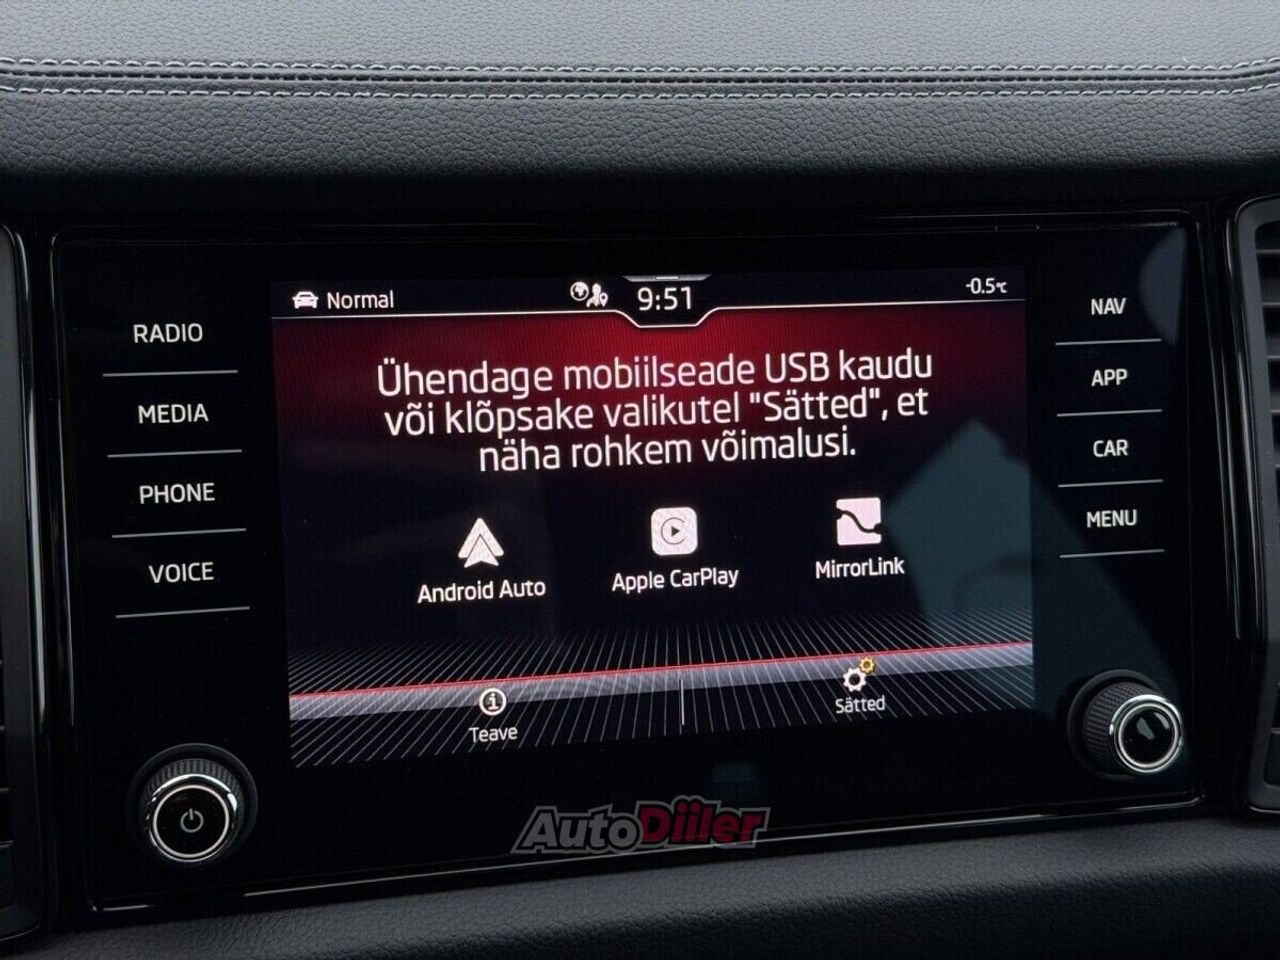 Normal
9:51
-0.5°C
RADIO
MEDIA
PHONE
VOICE
NAV
APP
CAR
MENU
Ühendage mobiilseade USB kaudu
või klõpsake valikutel "Sätted", et
näha rohkem võimalusi.
Android Auto
Apple CarPlay
MirrorLink
Teave
Sätted
AutoDiiler